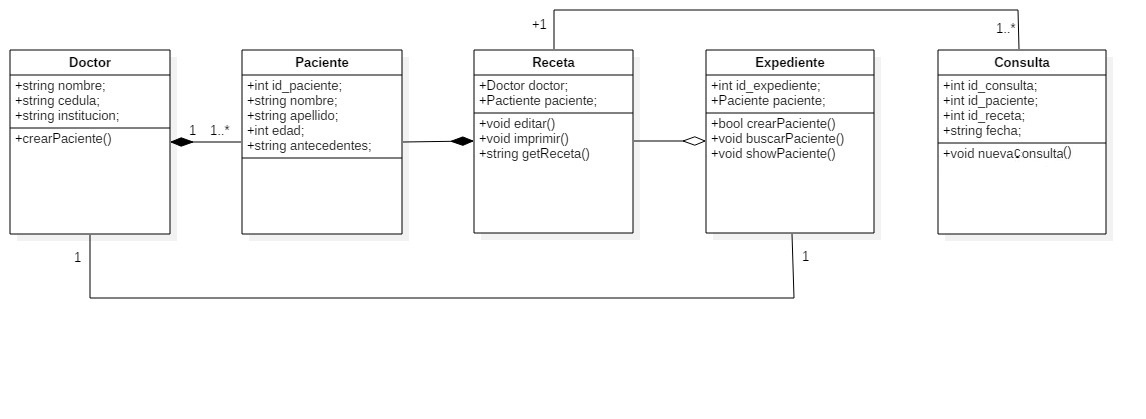 +1
1..*
Doctor
+string nombre;
+string cedula;
+string institucion;
+crearPaciente()
1
1..*
Paciente
+int id_paciente;
+string nombre;
+string apellido;
+int edad;
+string antecedentes;
Receta
+Doctor doctor;
+Pactiente paciente;
+void editar()
+void imprimir()
+string getReceta()
Expediente
+int id_expediente;
+Paciente paciente;
+bool crearPaciente()
+void buscarPaciente()
+void showPaciente()
Consulta
+int id_consulta;
+int id_paciente;
+int id_receta;
+string fecha;
+void nuevaConsulta()
1
1